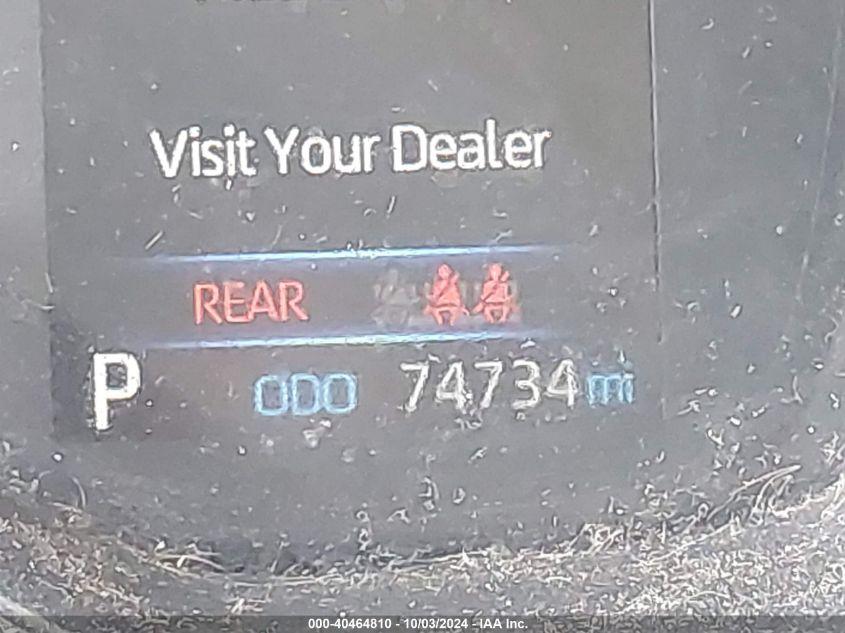 Visit Your Dealer
REAR
P ODO 74734 mi
000-40464810 - 10/03/2024 - IAA Inc.